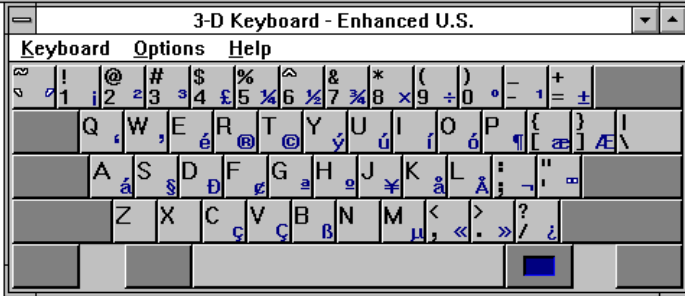 3-D Keyboard - Enhanced U.S.
Keyboard Options Help
~ ! @ # $ % ^ & * ( ) _ +
` ø 1 ¡ 2 ² 3 ³ 4 £ 5 ¼ 6 ½ 7 ¾ 8 × 9 ÷ 0 ° - ¹ = ±
Q ‘ W ’ E é R ® T © Y ý U ú I í O ó P ¶ { [ æ } ] Æ | \
A á S § D Ð F ¢ G ª H º J ¥ K å L Å : ; ¬ " '
Z X C ç V Ç B ß N M µ < , « > . » ? / ¿